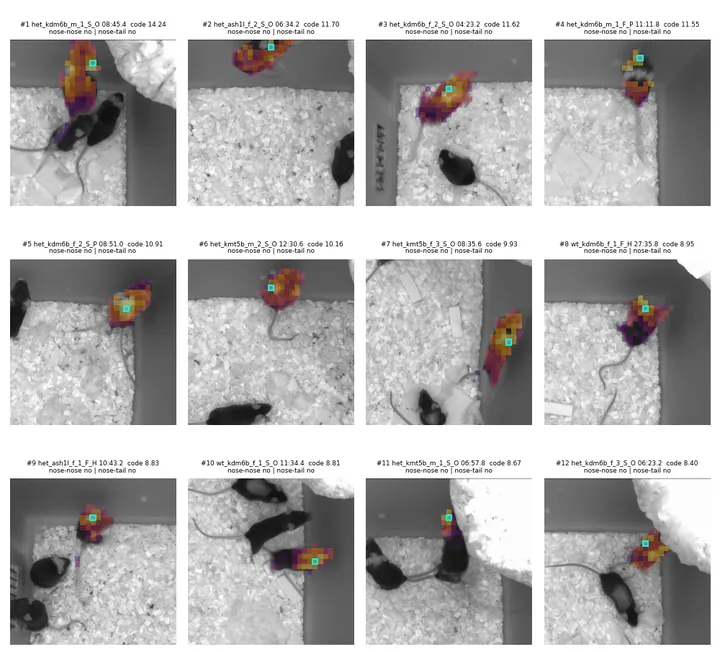 #1 het_kdm6b_m_1_S_O 08:45.4 code 14.24
nose-nose no | nose-tail no
#2 het_ash1l_f_2_S_O 06:34.2 code 11.70
nose-nose no | nose-tail no
#3 het_kdm6b_f_2_S_O 04:23.2 code 11.62
nose-nose no | nose-tail no
#4 het_kdm6b_m_1_F_P 11:11.8 code 11.55
nose-nose no | nose-tail no
#5 het_kdm6b_f_2_S_P 08:51.0 code 10.91
nose-nose no | nose-tail no
#6 het_kmt5b_m_2_S_O 12:30.6 code 10.16
nose-nose no | nose-tail no
#7 het_kmt5b_f_3_S_O 08:35.6 code 9.93
nose-nose no | nose-tail no
#8 wt_kdm6b_f_1_F_H 27:35.8 code 8.95
nose-nose no | nose-tail no
#9 het_ash1l_f_1_F_H 10:43.2 code 8.83
nose-nose no | nose-tail no
#10 wt_kdm6b_f_1_S_O 11:34.4 code 8.81
nose-nose no | nose-tail no
#11 het_kmt5b_m_1_S_O 06:57.8 code 8.67
nose-nose no | nose-tail no
#12 het_kdm6b_f_3_S_O 06:23.2 code 8.40
nose-nose no | nose-tail no